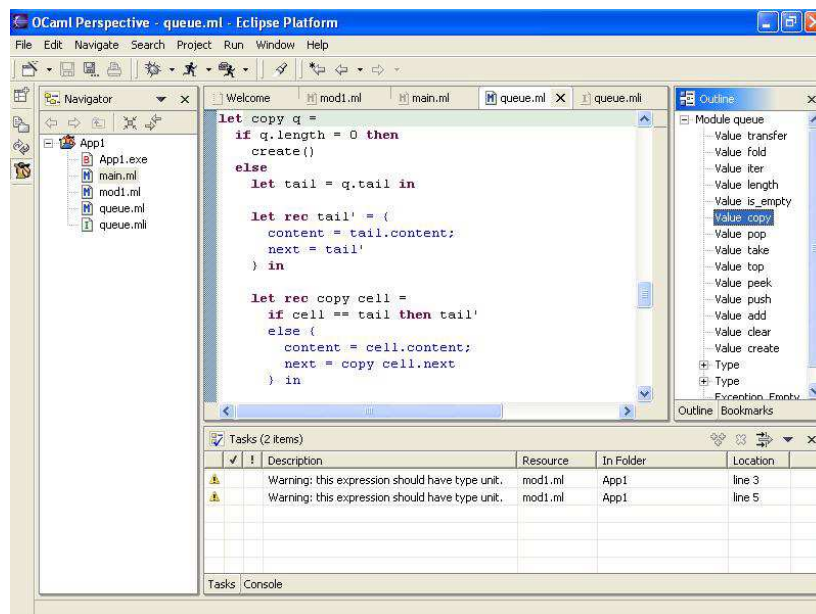 OCaml Perspective - queue.ml - Eclipse Platform
File Edit Navigate Search Project Run Window Help
Navigator
App1
App1.exe
main.ml
mod1.ml
queue.ml
queue.mli
Welcome mod1.ml main.ml queue.ml queue.mli
let copy q =
if q.length = 0 then
create()
else
let tail = q.tail in
let rec tail' = {
content = tail.content;
next = tail'
} in
let rec copy cell =
if cell == tail then tail'
else {
content = cell.content;
next = copy cell.next
} in
Outline
Module queue
Value transfer
Value fold
Value iter
Value length
Value is_empty
Value copy
Value pop
Value take
Value top
Value peek
Value push
Value add
Value clear
Value create
Type
Type
Exception Empty
Outline Bookmarks
Tasks (2 items)
! Description Resource In Folder Location
Warning: this expression should have type unit. mod1.ml App1 line 3
Warning: this expression should have type unit. mod1.ml App1 line 5
Tasks Console